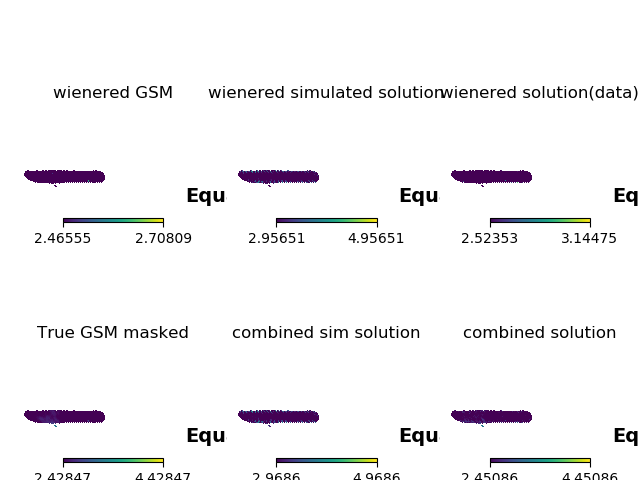 wienered GSM
wienered simulated solution
wienered solution(data)
Equ
Equ
Eq
2.46555 2.70809
2.95651 4.95651
2.52353 3.14475
True GSM masked
combined sim solution
combined solution
Equ
Equ
Eq
2.42847 4.42847
2.9686 4.9686
2.45086 4.45086